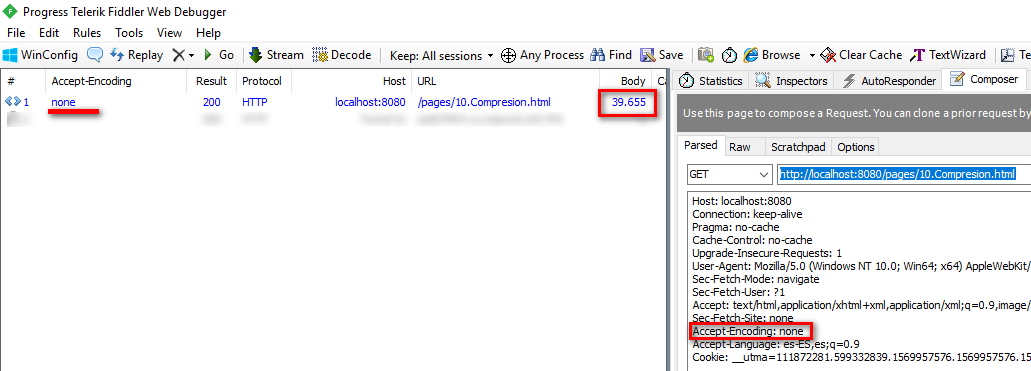 Progress Telerik Fiddler Web Debugger
File Edit Rules Tools View Help
WinConfig Replay Go Stream Decode Keep: All sessions Any Process Find Save Browse Clear Cache TextWizard Te
# Accept-Encoding Result Protocol Host URL Body Ca
1 none 200 HTTP localhost:8080 /pages/10.Compresion.html 39.655
Statistics Inspectors AutoResponder Composer
Use this page to compose a Request. You can clone a prior request by
Parsed Raw Scratchpad Options
GET http://localhost:8080/pages/10.Compresion.html
Host: localhost:8080
Connection: keep-alive
Pragma: no-cache
Cache-Control: no-cache
Upgrade-Insecure-Requests: 1
User-Agent: Mozilla/5.0 (Windows NT 10.0; Win64; x64) AppleWebKit/
Sec-Fetch-Mode: navigate
Sec-Fetch-User: ?1
Accept: text/html,application/xhtml+xml,application/xml;q=0.9,image/
Sec-Fetch-Site: none
Accept-Encoding: none
Accept-Language: es-ES,es;q=0.9
Cookie: __utma=111872281.599332839.1569957576.1569957576.15